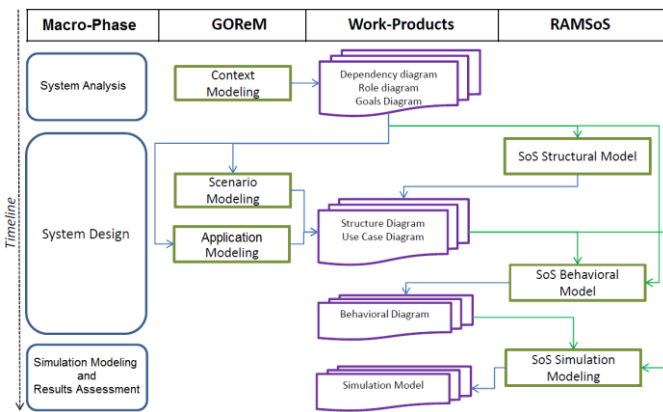 Macro-Phase
GOReM
Work-Products
RAMSoS
System Analysis
Context
Modeling
Dependency diagram
Role diagram
Goals Diagram
Timeline
System Design
SoS Structural Model
Scenario
Modeling
Application
Modeling
Structure Diagram
Use Case Diagram
SoS Behavioral
Model
Behavioral Diagram
Simulation Modeling
and
Results Assessment
Simulation Model
SoS Simulation
Modeling